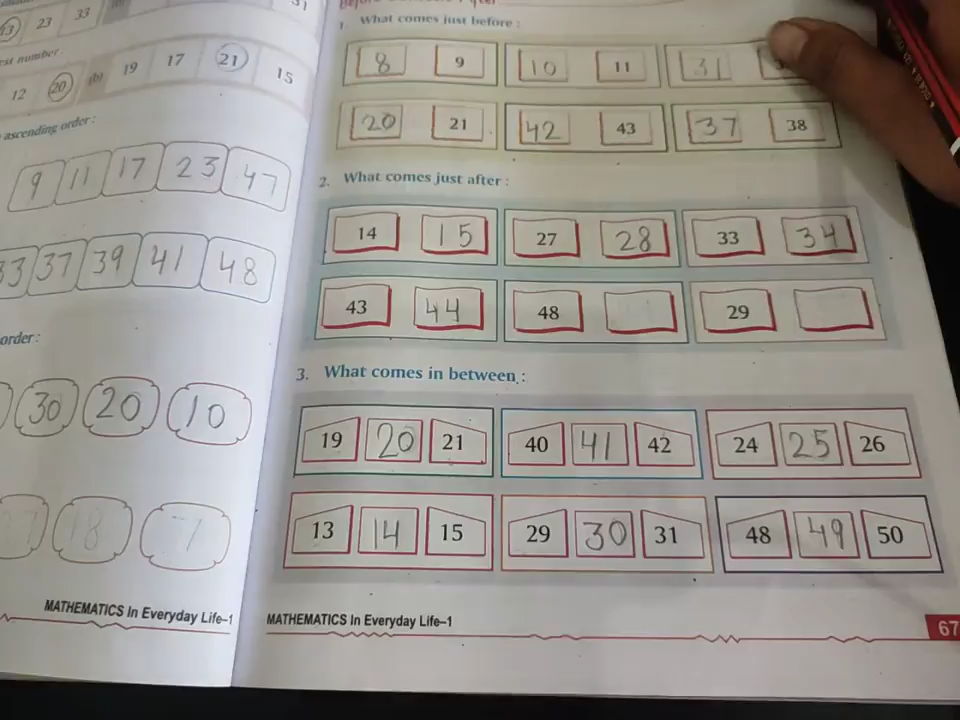 13 23 33
est number.
12 20 (b) 19 17 21 15
ascending order :
9 11 17 23 47
33 37 39 41 48
order :
30 20 10
18 7
MATHEMATICS In Everyday Life–1
1. What comes just before :
8 9 10 11 31
20 21 42 43 37 38
2. What comes just after :
14 15 27 28 33 34
43 44 48 29
3. What comes in between :
19 20 21 40 41 42 24 25 26
13 14 15 29 30 31 48 49 50
MATHEMATICS In Everyday Life–1
67